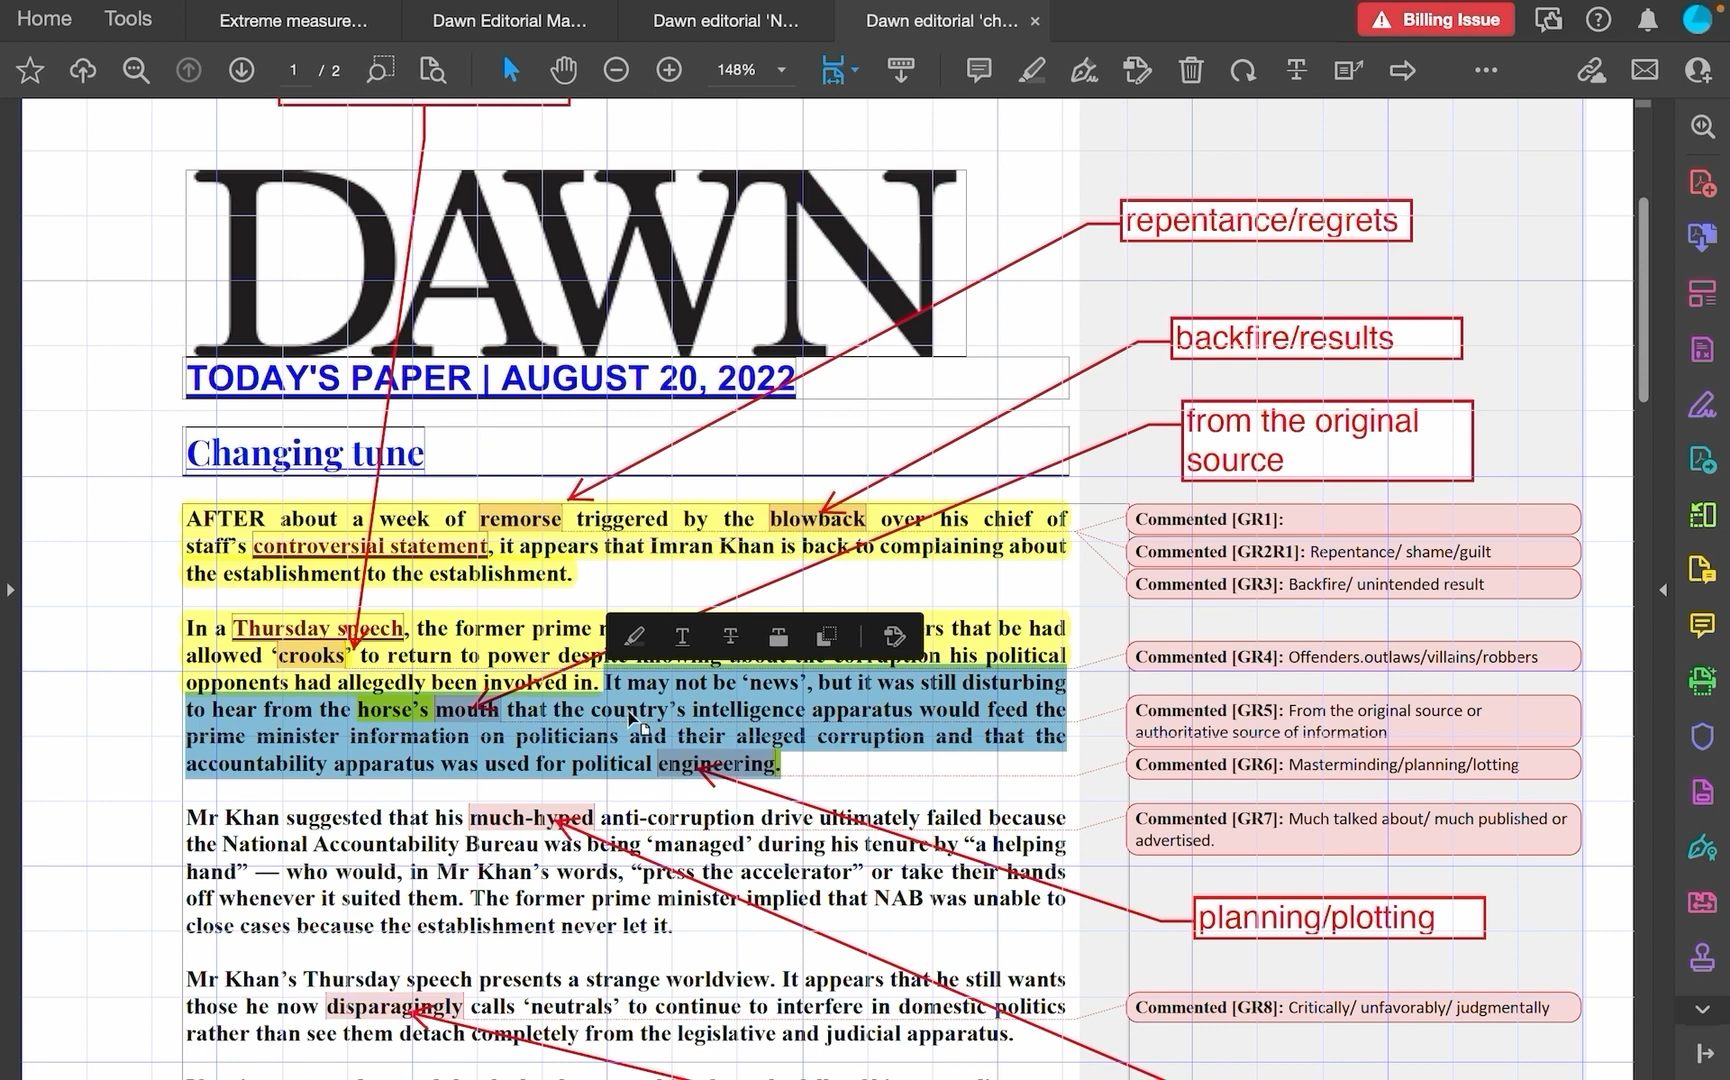 Home Tools Extreme measure... Dawn Editorial Ma... Dawn editorial 'N... Dawn editorial 'ch... × Billing Issue
1 / 2 148%
DAWN
TODAY'S PAPER | AUGUST 20, 2022
Changing tune
AFTER about a week of remorse triggered by the blowback over his chief of
staff's controversial statement, it appears that Imran Khan is back to complaining about
the establishment to the establishment.
In a Thursday speech, the former prime rs that be had
allowed 'crooks' to return to power despite knowing about the corruption his political
opponents had allegedly been involved in. It may not be 'news', but it was still disturbing
to hear from the horse's mouth that the country's intelligence apparatus would feed the
prime minister information on politicians and their alleged corruption and that the
accountability apparatus was used for political engineering.
Mr Khan suggested that his much-hyped anti-corruption drive ultimately failed because
the National Accountability Bureau was being 'managed' during his tenure by “a helping
hand” — who would, in Mr Khan's words, “press the accelerator” or take their hands
off whenever it suited them. The former prime minister implied that NAB was unable to
close cases because the establishment never let it.
Mr Khan's Thursday speech presents a strange worldview. It appears that he still wants
those he now disparagingly calls 'neutrals' to continue to interfere in domestic politics
rather than see them detach completely from the legislative and judicial apparatus.
repentance/regrets
backfire/results
from the original
source
Commented [GR1]:
Commented [GR2R1]: Repentance/ shame/guilt
Commented [GR3]: Backfire/ unintended result
Commented [GR4]: Offenders.outlaws/villains/robbers
Commented [GR5]: From the original source or
authoritative source of information
Commented [GR6]: Masterminding/planning/lotting
Commented [GR7]: Much talked about/ much published or
advertised.
planning/plotting
Commented [GR8]: Critically/ unfavorably/ judgmentally